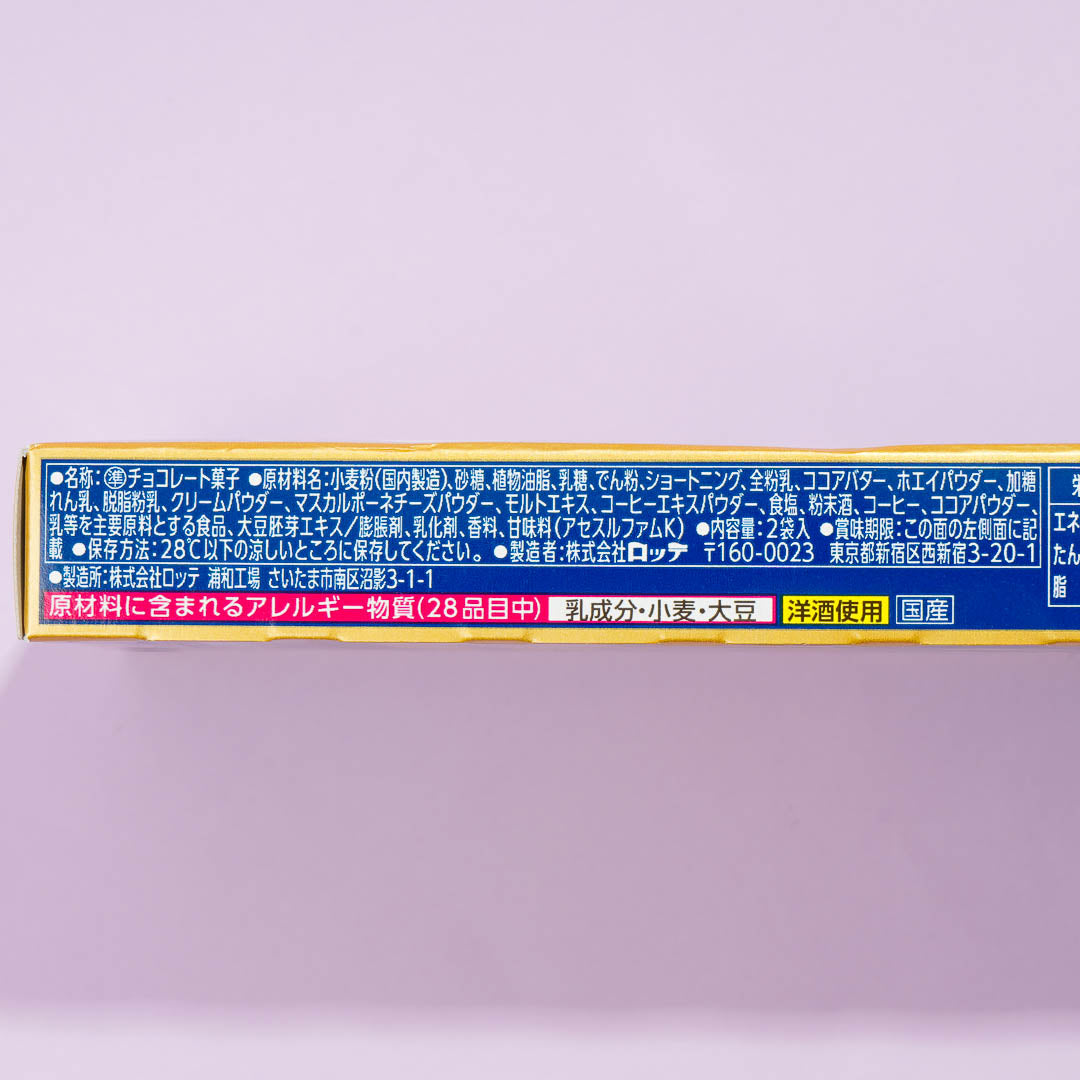 ●名称：㊜チョコレート菓子 ●原材料名：小麦粉(国内製造)、砂糖、植物油脂、乳糖、でん粉、ショートニング、全粉乳、ココアバター、ホエイパウダー、加糖
れん乳、脱脂粉乳、クリームパウダー、マスカルポーネチーズパウダー、モルトエキス、コーヒーエキスパウダー、食塩、粉末酒、コーヒー、ココアパウダー、
乳等を主要原料とする食品、大豆胚芽エキス／膨脹剤、乳化剤、香料、甘味料(アセスルファムK) ●内容量：2袋入 ●賞味期限：この面の左側面に記
載 ●保存方法：28℃以下の涼しいところに保存してください。 ●製造者：株式会社ロッテ 〒160-0023 東京都新宿区西新宿3-20-1
●製造所：株式会社ロッテ 浦和工場 さいたま市南区沼影3-1-1
原材料に含まれるアレルギー物質(28品目中) 乳成分・小麦・大豆 洋酒使用 国産
栄
エネ
たん
脂